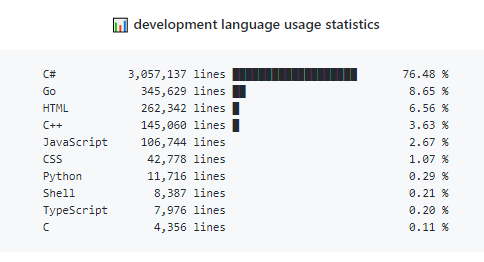 📊 development language usage statistics
C# 3,057,137 lines ███████████████████ 76.48 %
Go 345,629 lines ██ 8.65 %
HTML 262,342 lines █ 6.56 %
C++ 145,060 lines █ 3.63 %
JavaScript 106,744 lines 2.67 %
CSS 42,778 lines 1.07 %
Python 11,716 lines 0.29 %
Shell 8,387 lines 0.21 %
TypeScript 7,976 lines 0.20 %
C 4,356 lines 0.11 %